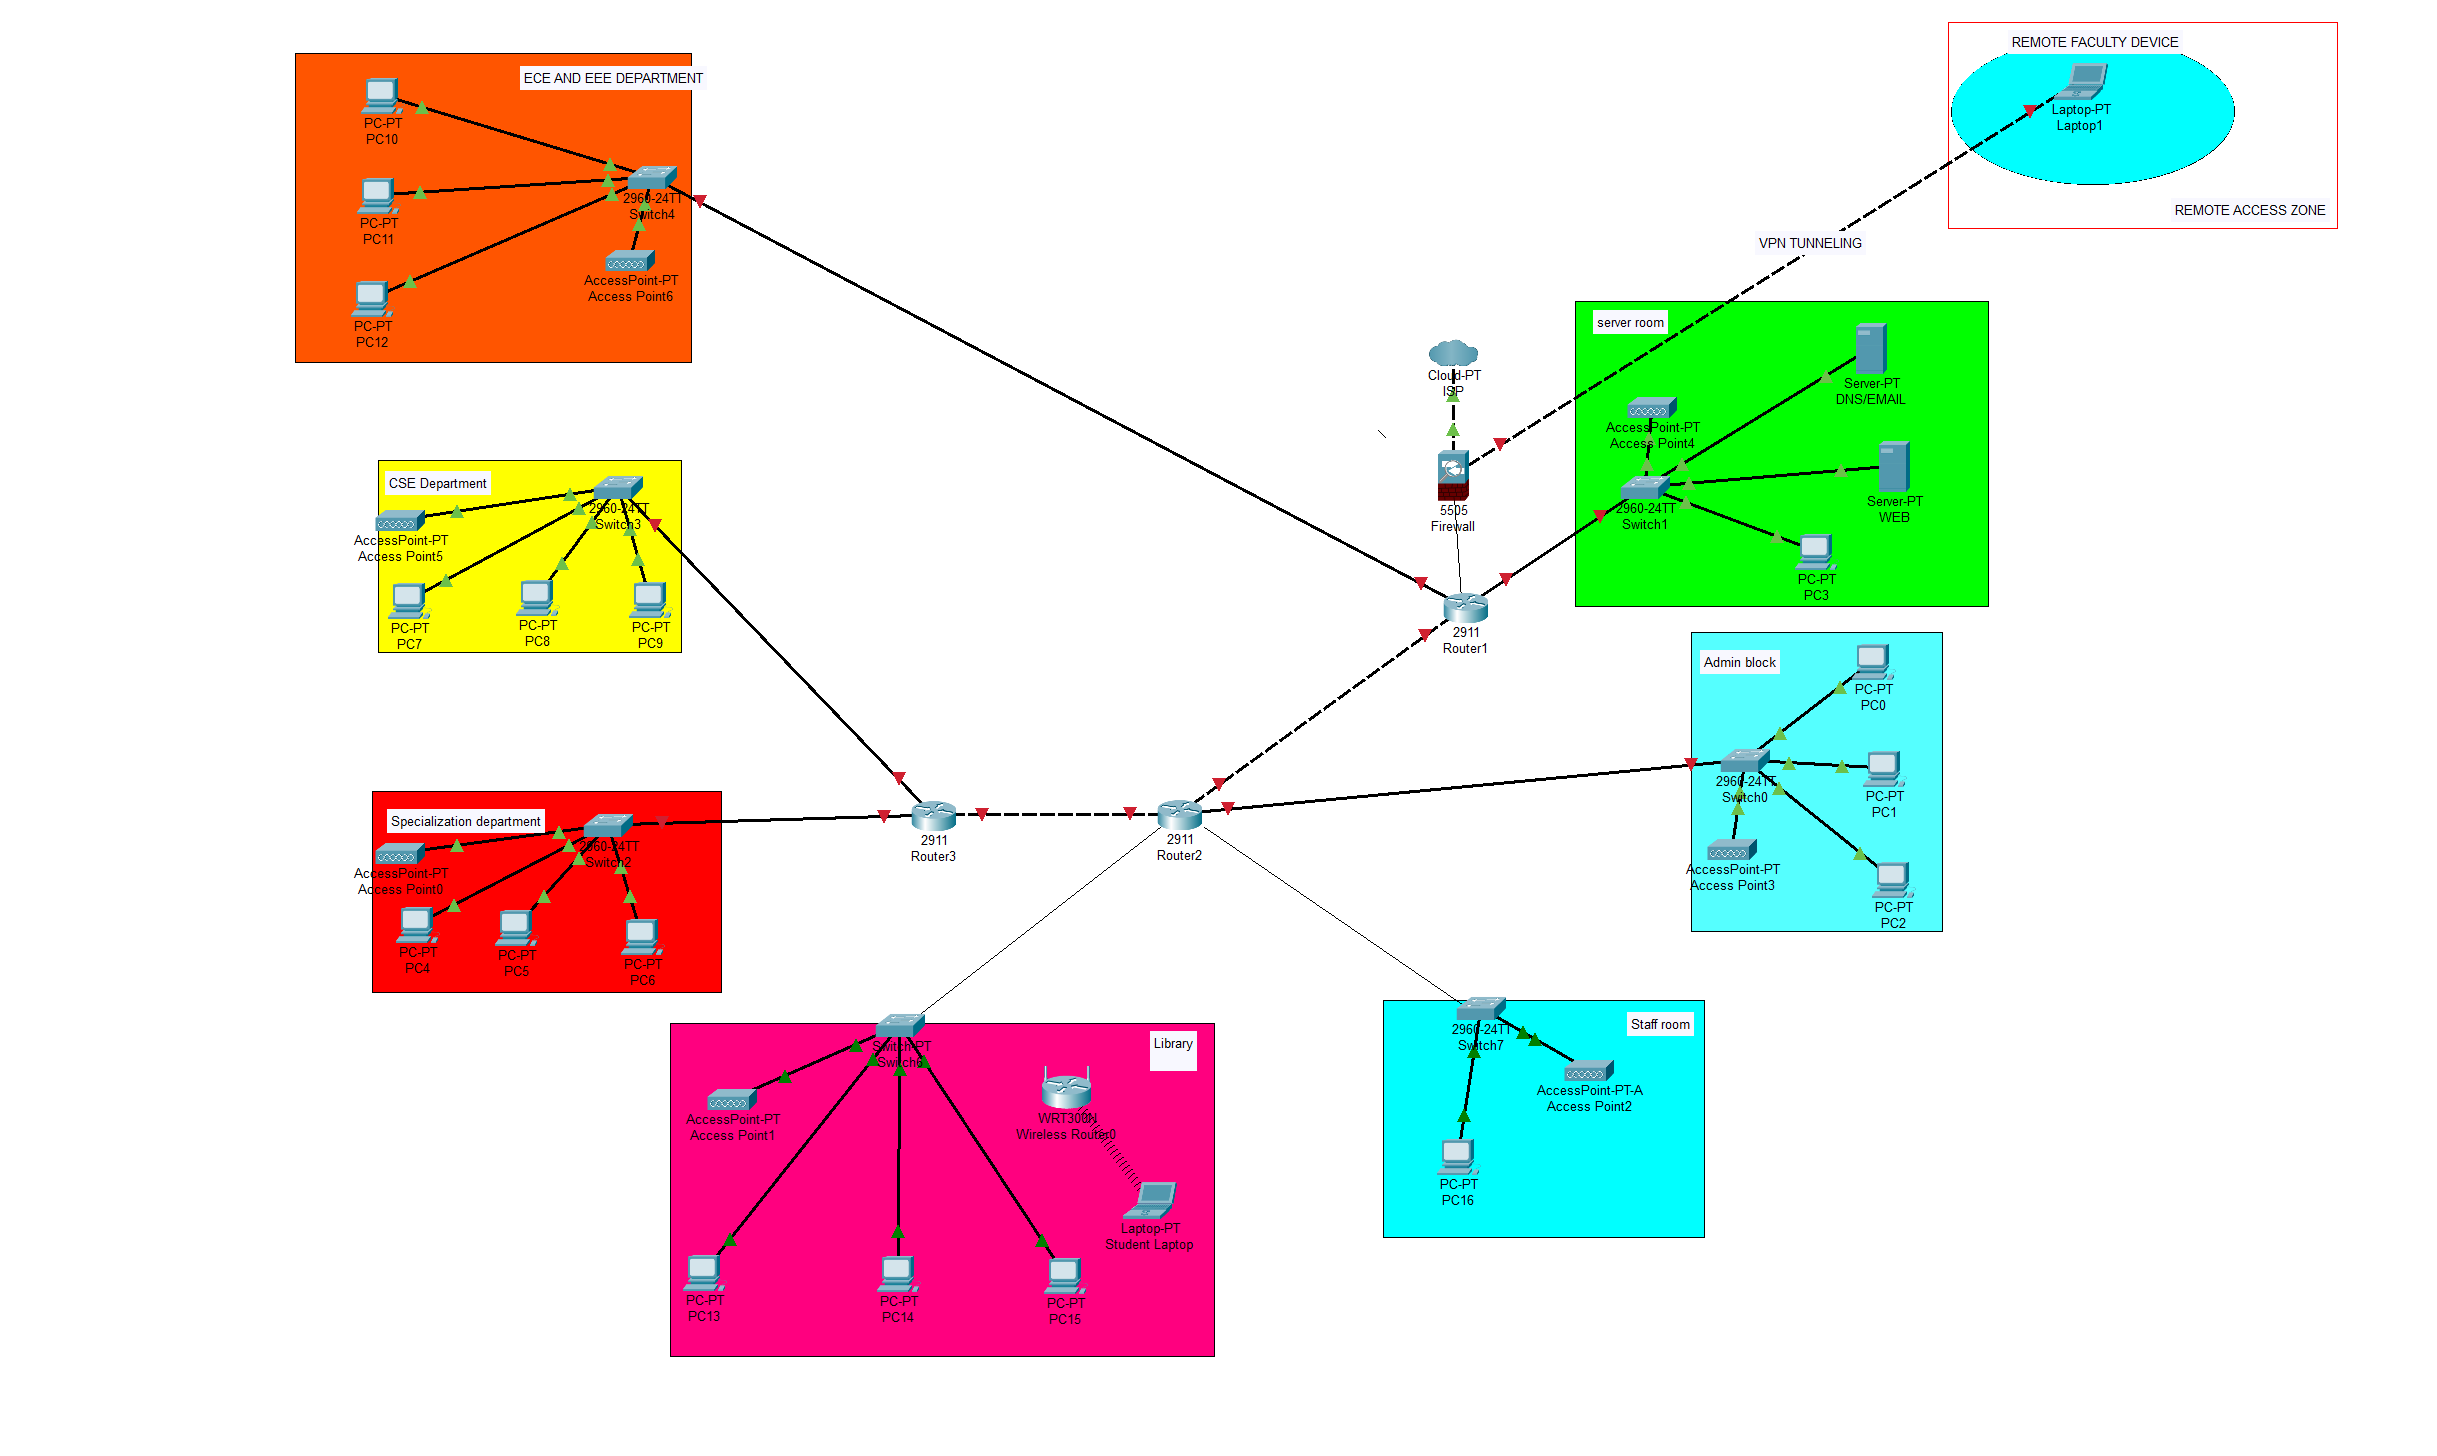 REMOTE FACULTY DEVICE
Laptop-PT
Laptop1
REMOTE ACCESS ZONE
VPN TUNNELING
ECE AND EEE DEPARTMENT
PC-PT
PC10
PC-PT
PC11
PC-PT
PC12
2960-24TT
Switch4
AccessPoint-PT
Access Point6
Cloud-PT
ISP
5505
Firewall
server room
Server-PT
DNS/EMAIL
AccessPoint-PT
Access Point4
2960-24TT
Switch1
Server-PT
WEB
PC-PT
PC3
CSE Department
2960-24TT
Switch3
AccessPoint-PT
Access Point5
PC-PT
PC7
PC-PT
PC8
PC-PT
PC9
2911
Router1
Admin block
PC-PT
PC0
2960-24TT
Switch0
PC-PT
PC1
AccessPoint-PT
Access Point3
PC-PT
PC2
Specialization department
2960-24TT
Switch2
AccessPoint-PT
Access Point0
PC-PT
PC4
PC-PT
PC5
PC-PT
PC6
2911
Router3
2911
Router2
Library
Switch-PT
Switch6
AccessPoint-PT
Access Point1
WRT300N
Wireless Router0
Laptop-PT
Student Laptop
PC-PT
PC13
PC-PT
PC14
PC-PT
PC15
Staff room
2960-24TT
Switch7
AccessPoint-PT-A
Access Point2
PC-PT
PC16